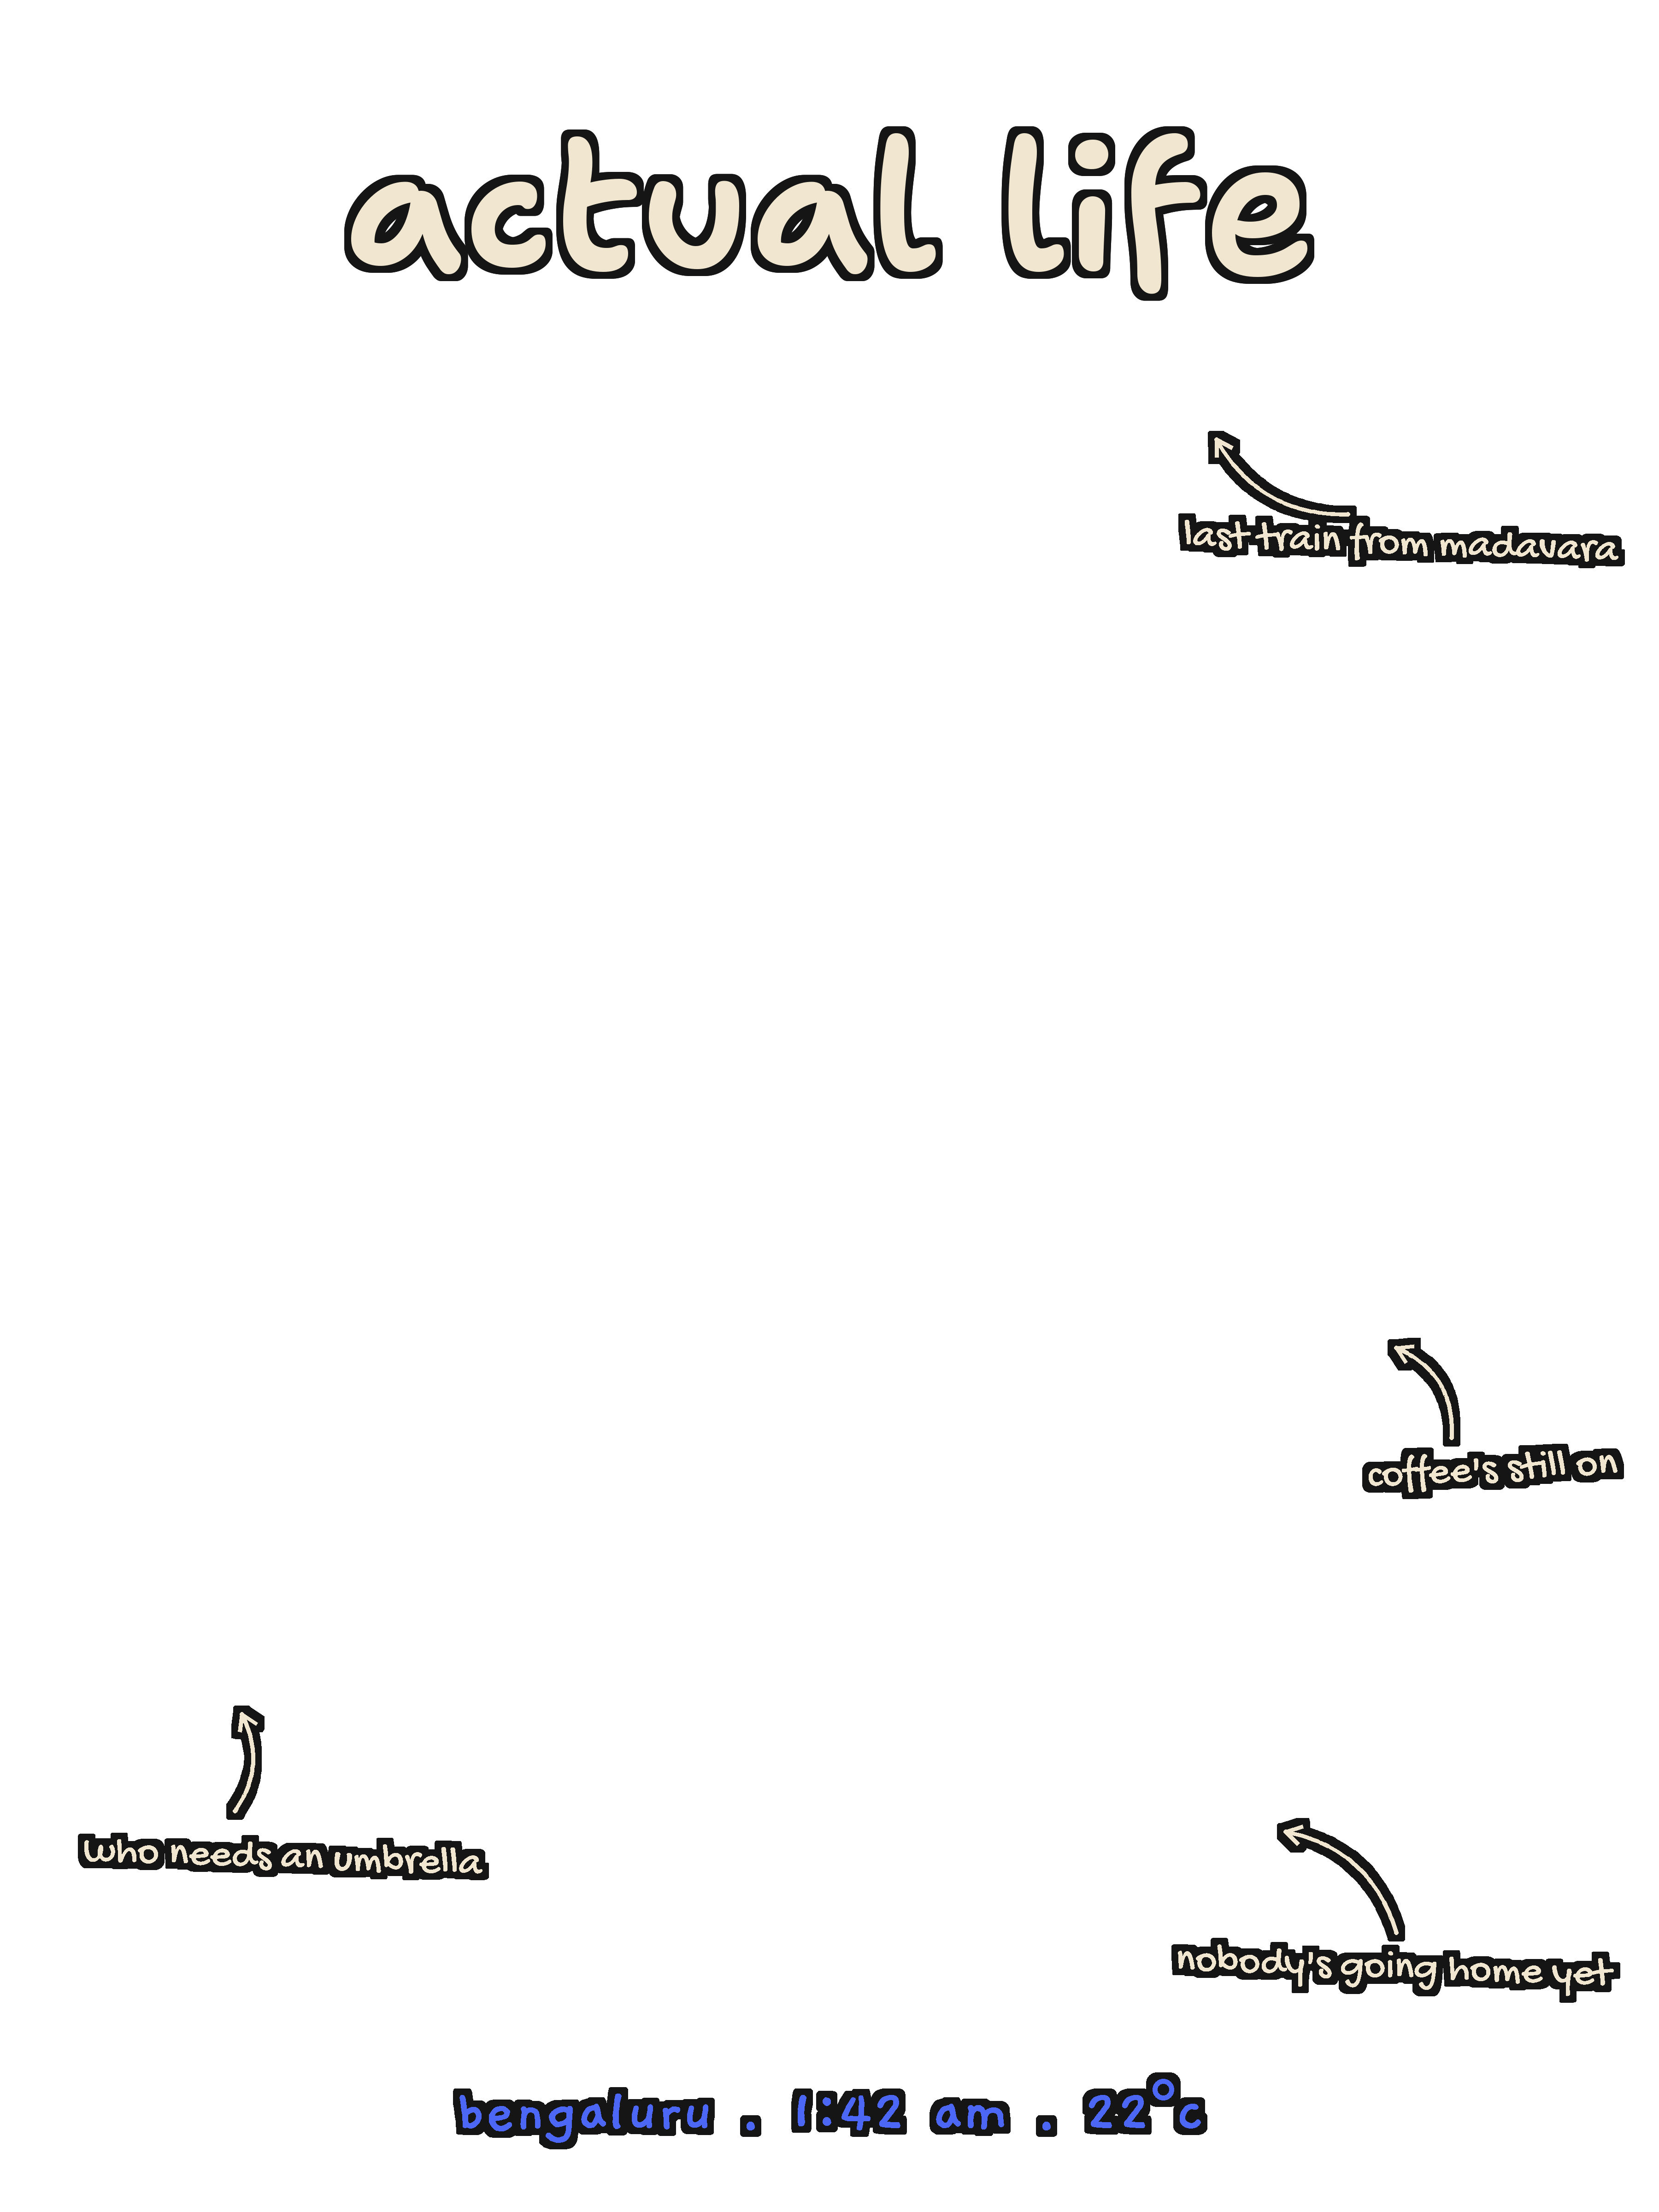 actual life
last train from madavara
coffee's still on
who needs an umbrella
nobody's going home yet
bengaluru . 1:42 am . 22°c